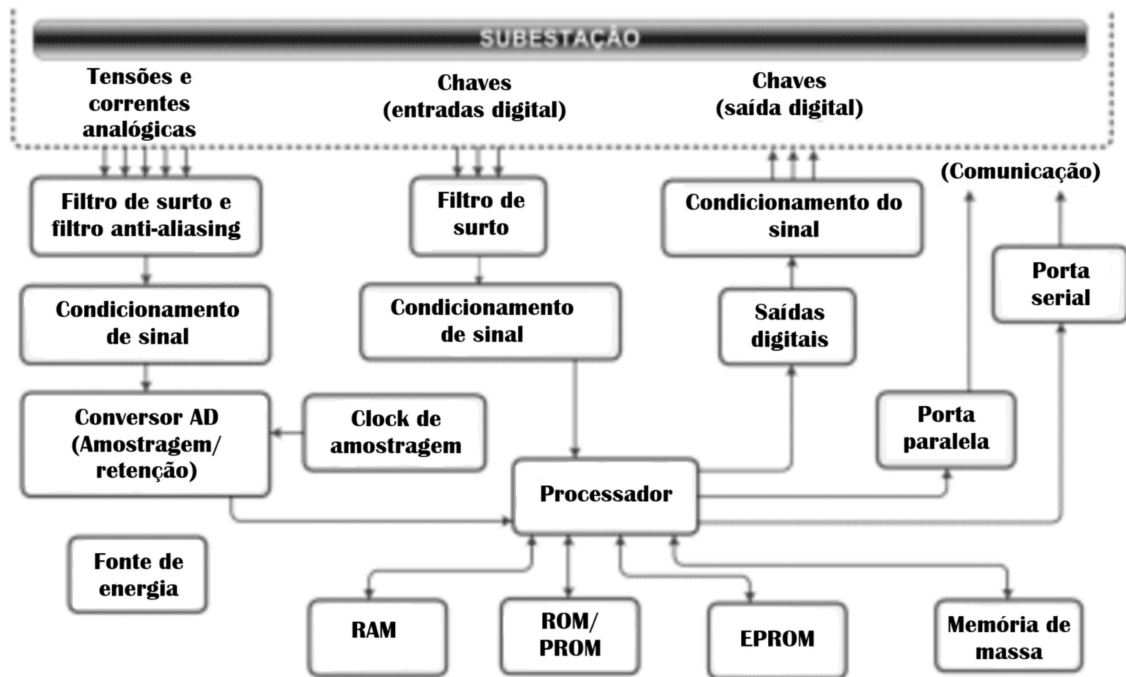 SUBESTAÇÃO
Tensões e
correntes
analógicas
Chaves
(entradas digital)
Chaves
(saída digital)
(Comunicação)
Filtro de surto e
filtro anti-aliasing
Filtro de
surto
Condicionamento do
sinal
Porta
serial
Condicionamento
de sinal
Condicionamento
de sinal
Saídas
digitais
Conversor AD
(Amostragem/
retenção)
Clock de
amostragem
Porta
paralela
Processador
Fonte de
energia
RAM
ROM/
PROM
EPROM
Memória de
massa